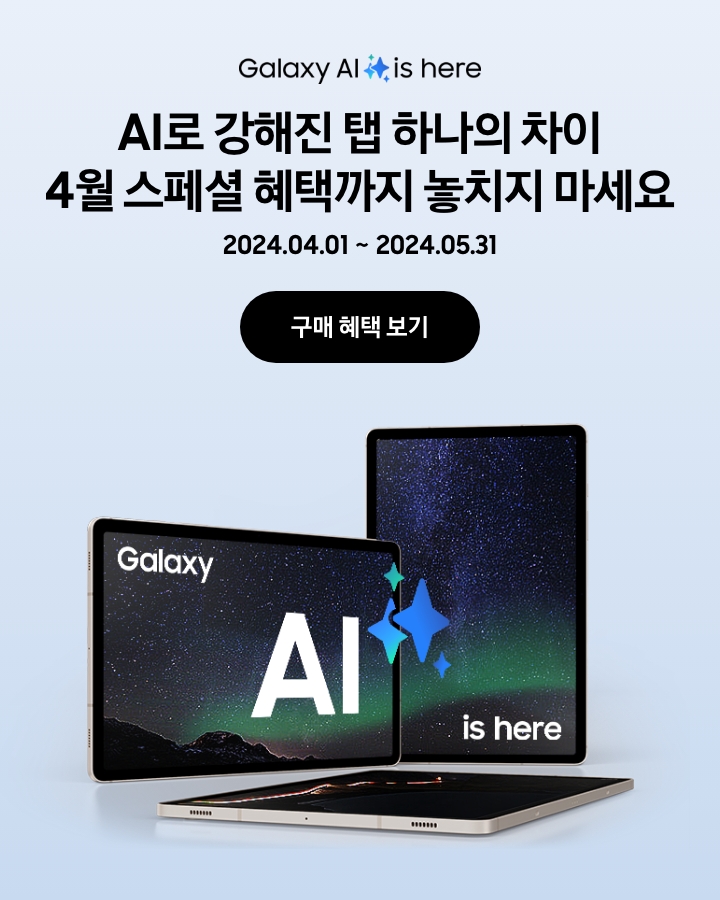 Galaxy AI is here
AI로 강해진 탭 하나의 차이
4월 스페셜 혜택까지 놓치지 마세요
2024.04.01 ~ 2024.05.31
구매 혜택 보기
Galaxy
AI
is here